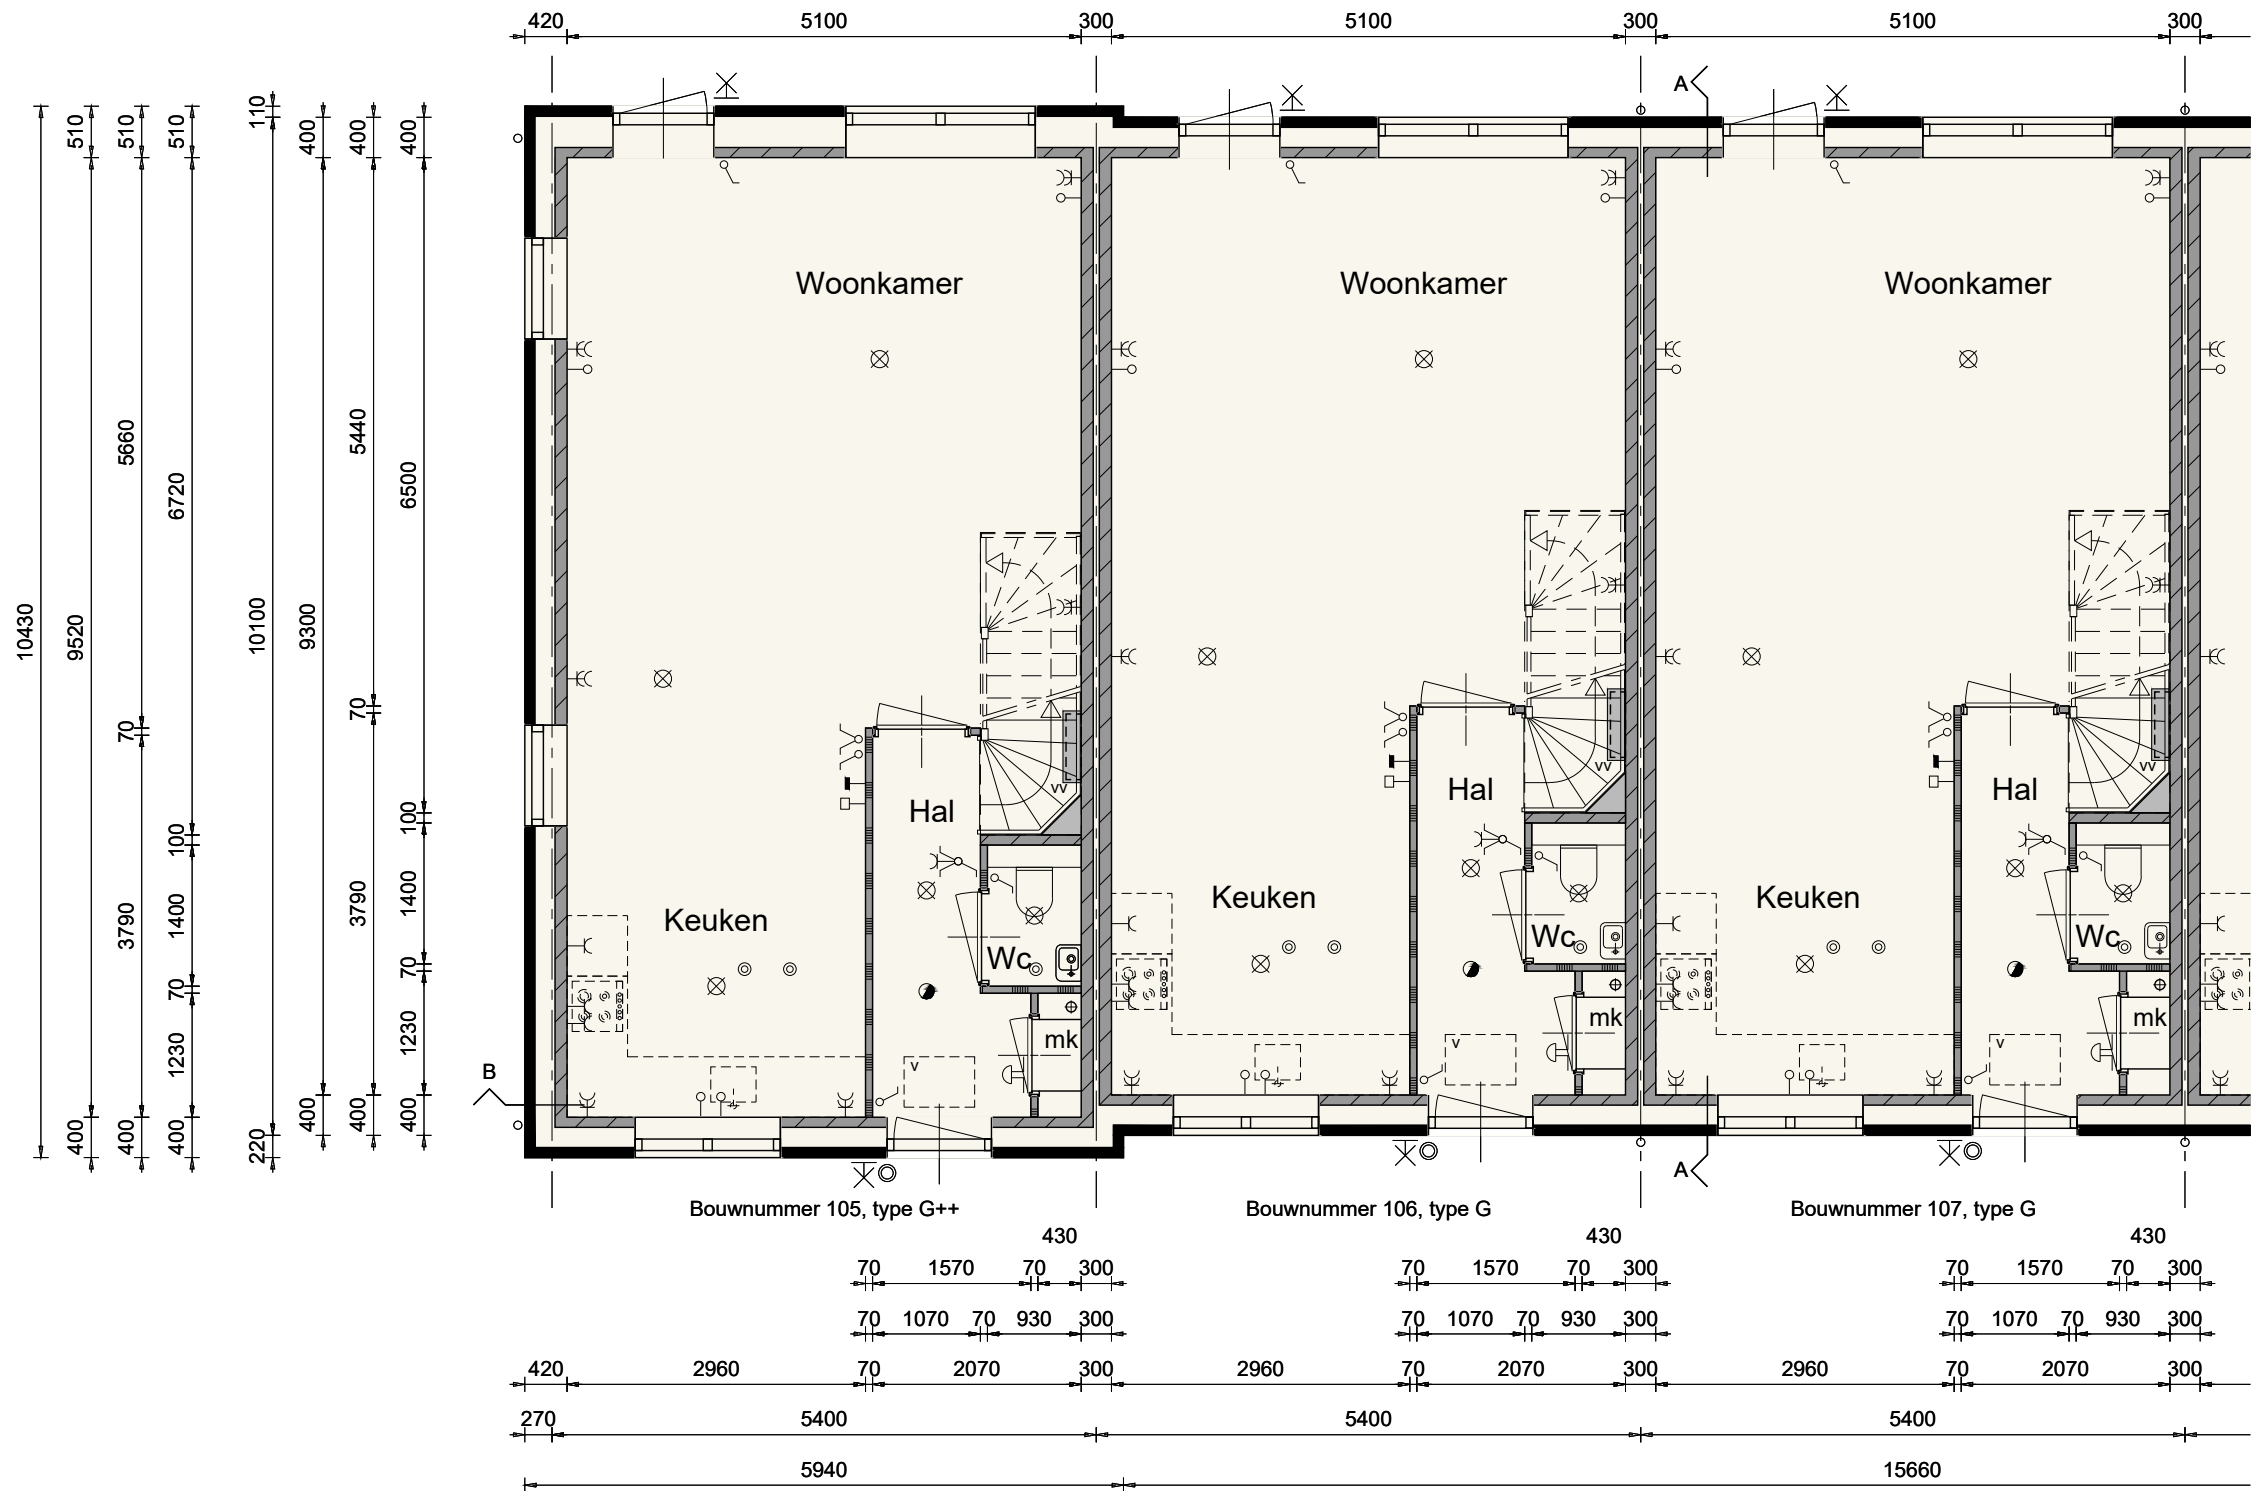 420 5100 300 5100 300 5100 300
A
110
510 510 510 400 400 400
Woonkamer Woonkamer Woonkamer
5660 5440
6720 6500
10430 9520 10100 9300
70 70
vv vv
vv
100 100
Hal Hal Hal
3790 1400 3790 1400
Keuken Keuken Keuken
Wc Wc
Wc
70 70
mk mk
mk
1230 1230
v v
v
B
400 400 400 220 400 400 400
A
Bouwnummer 105, type G++ Bouwnummer 106, type G Bouwnummer 107, type G
430 430 430
70 1570 70 300 70 1570 70 300 70 1570 70 300
70 1070 70 930 300 70 1070 70 930 300 70 1070 70 930 300
420 2960 70 2070 300 2960 70 2070 300 2960 70 2070 300
270 5400 5400 5400
5940 15660